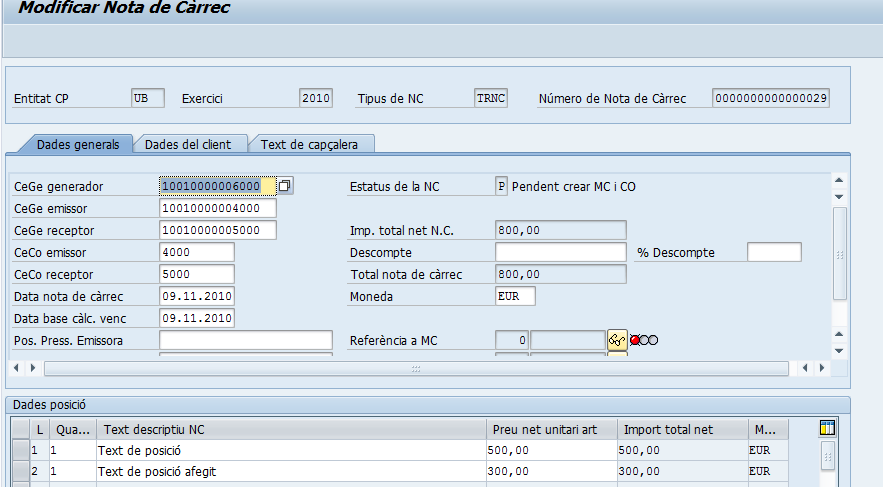 Modificar Nota de Càrrec
Entitat CP UB Exercici 2010 Tipus de NC TRNC Número de Nota de Càrrec 0000000000000029
Dades generals Dades del client Text de capçalera
CeGe generador 10010000006000 Estatus de la NC P Pendent crear MC i CO
CeGe emissor 10010000004000
CeGe receptor 10010000005000 Imp. total net N.C. 800,00
CeCo emissor 4000 Descompte % Descompte
CeCo receptor 5000 Total nota de càrrec 800,00
Data nota de càrrec 09.11.2010 Moneda EUR
Data base càlc. venc 09.11.2010
Pos. Press. Emissora Referència a MC 0
Dades posició
L Qua... Text descriptiu NC Preu net unitari art Import total net M...
1 1 Text de posició 500,00 500,00 EUR
2 1 Text de posició afegit 300,00 300,00 EUR